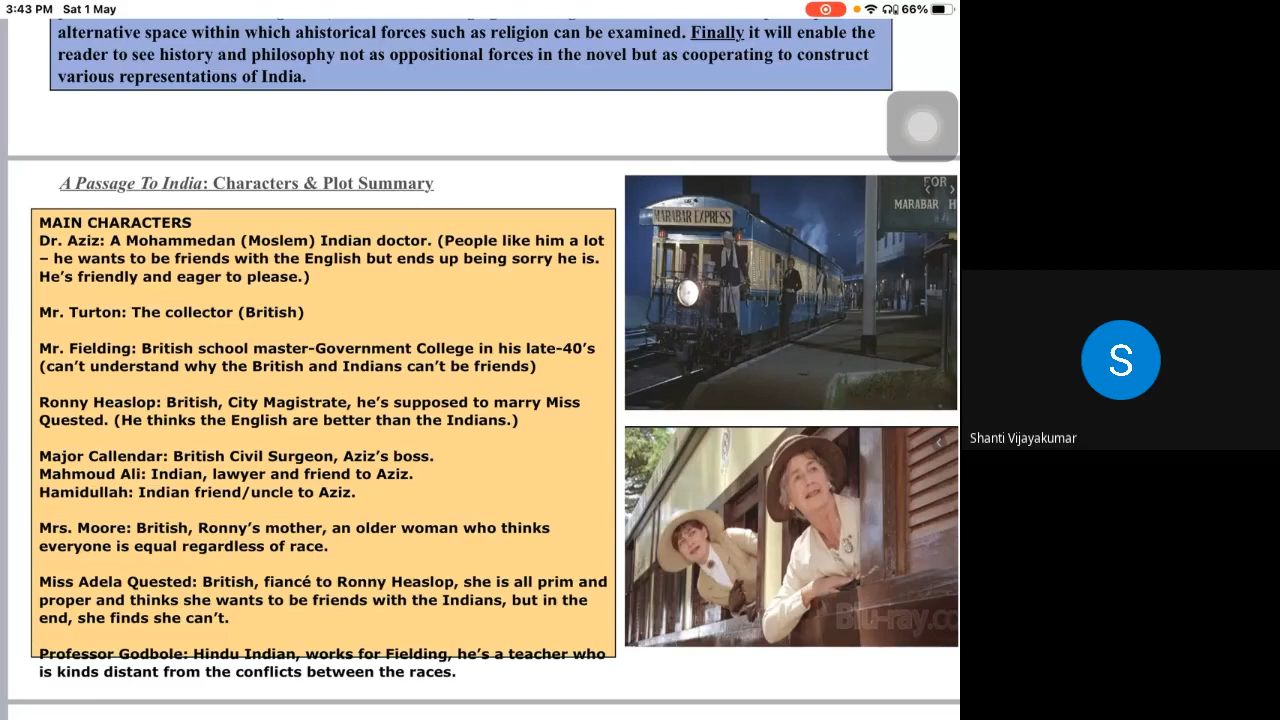 3:43 PM Sat 1 May
66%
alternative space within which ahistorical forces such as religion can be examined. Finally it will enable the
reader to see history and philosophy not as oppositional forces in the novel but as cooperating to construct
various representations of India.
A Passage To India: Characters & Plot Summary
MAIN CHARACTERS
Dr. Aziz: A Mohammedan (Moslem) Indian doctor. (People like him a lot
– he wants to be friends with the English but ends up being sorry he is.
He’s friendly and eager to please.)
Mr. Turton: The collector (British)
Mr. Fielding: British school master-Government College in his late-40’s
(can’t understand why the British and Indians can’t be friends)
Ronny Heaslop: British, City Magistrate, he’s supposed to marry Miss
Quested. (He thinks the English are better than the Indians.)
Major Callendar: British Civil Surgeon, Aziz’s boss.
Mahmoud Ali: Indian, lawyer and friend to Aziz.
Hamidullah: Indian friend/uncle to Aziz.
Mrs. Moore: British, Ronny’s mother, an older woman who thinks
everyone is equal regardless of race.
Miss Adela Quested: British, fiancé to Ronny Heaslop, she is all prim and
proper and thinks she wants to be friends with the Indians, but in the
end, she finds she can’t.
Professor Godbole: Hindu Indian, works for Fielding, he’s a teacher who
is kinds distant from the conflicts between the races.
MARABAR EXPRESS
FOR
MARABAR H
Blu-ray.co
S
Shanti Vijayakumar